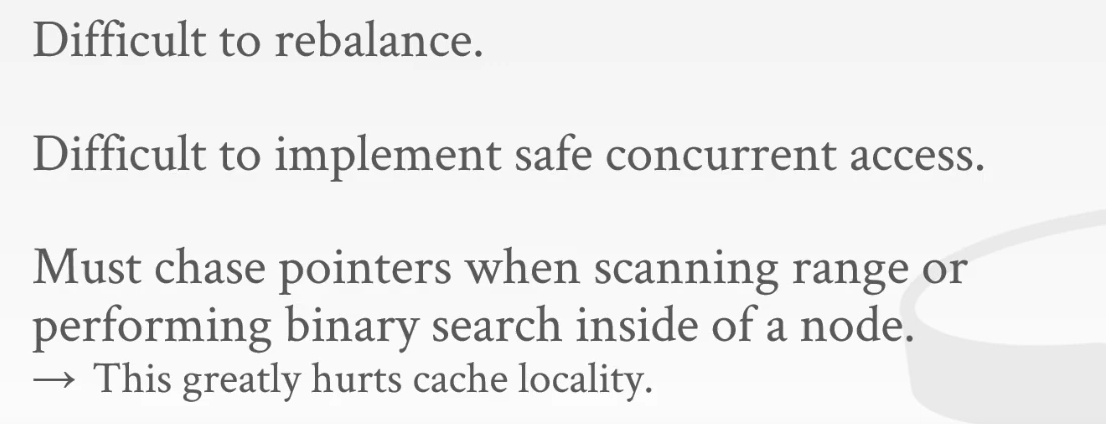 Difficult to rebalance.
Difficult to implement safe concurrent access.
Must chase pointers when scanning range or
performing binary search inside of a node.
→ This greatly hurts cache locality.